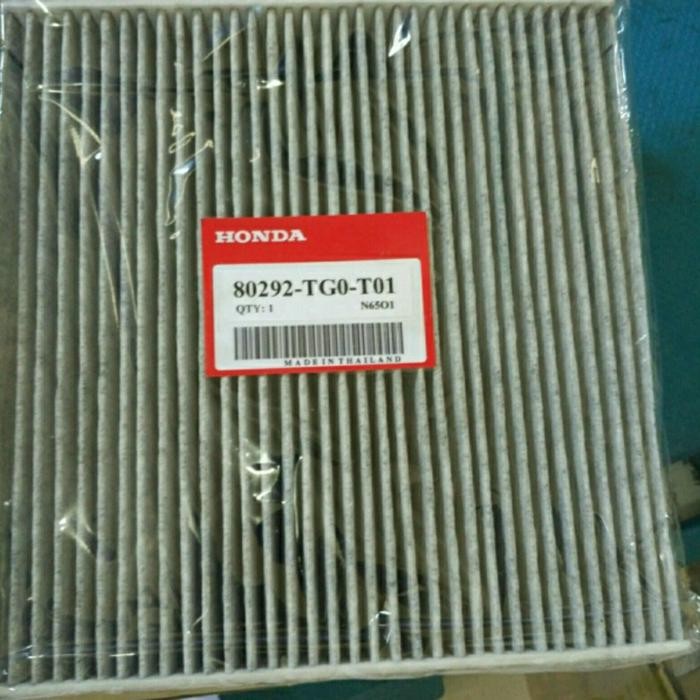 HONDA
80292-TG0-T01
QTY: 1 N65O1
MADE IN THAILAND